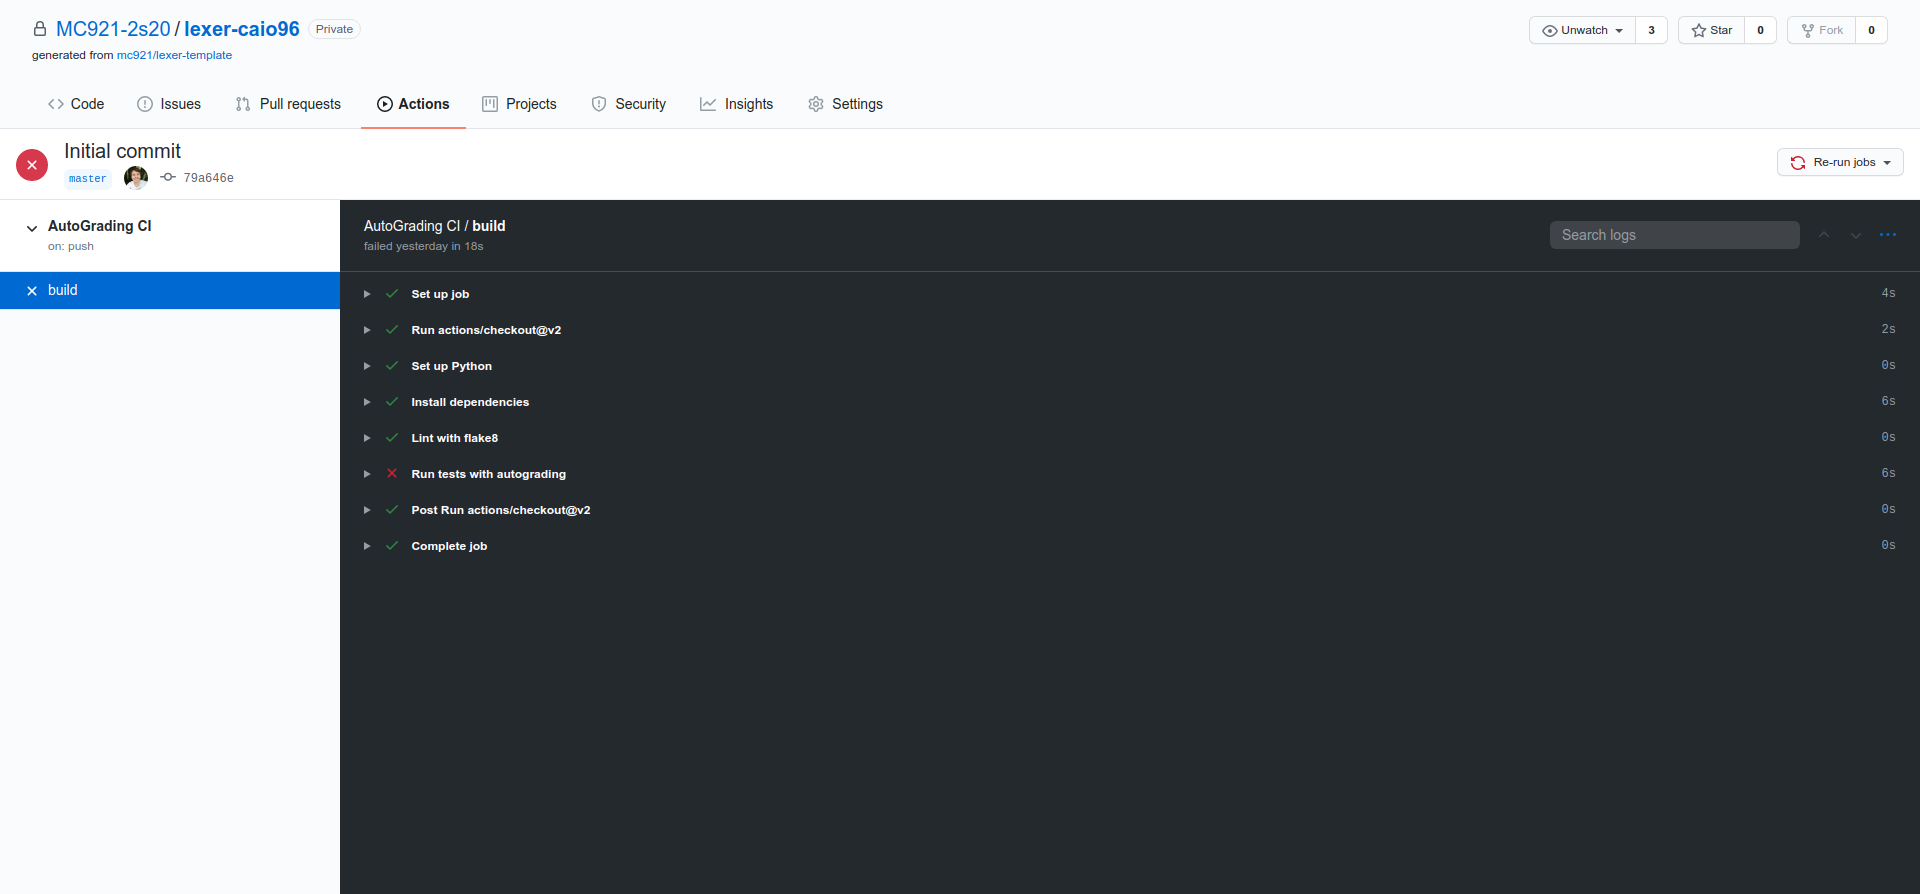 MC921-2s20 / lexer-caio96 Private
Unwatch 3 Star 0 Fork 0
generated from mc921/lexer-template
Code Issues Pull requests Actions Projects Security Insights Settings
Initial commit
master 79a646e
Re-run jobs
AutoGrading CI
on: push
build
AutoGrading CI / build
failed yesterday in 18s
Search logs
Set up job 4s
Run actions/checkout@v2 2s
Set up Python 0s
Install dependencies 6s
Lint with flake8 0s
Run tests with autograding 6s
Post Run actions/checkout@v2 0s
Complete job 0s